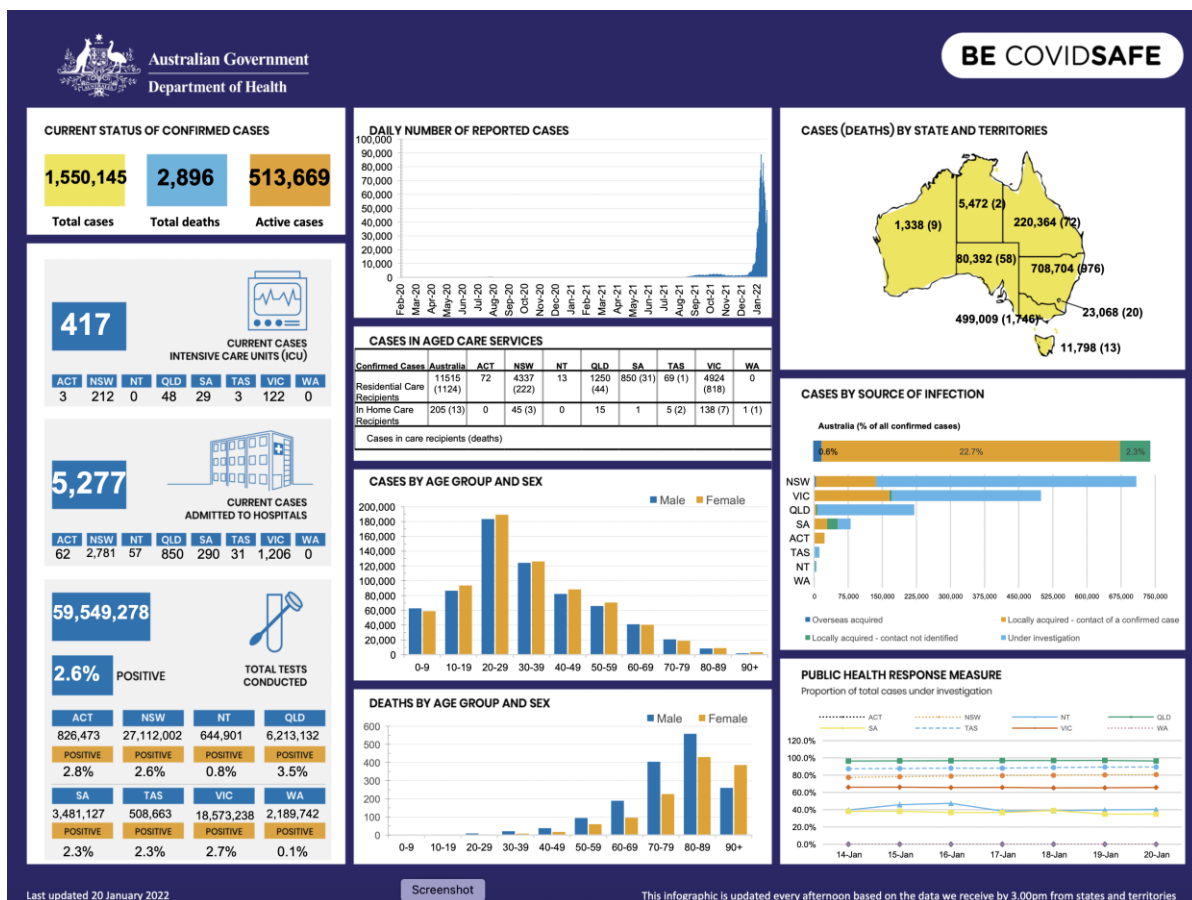 Australian Government
Department of Health
BE COVIDSAFE
CURRENT STATUS OF CONFIRMED CASES
1,550,145 2,896 513,669
Total cases Total deaths Active cases
417
CURRENT CASES
INTENSIVE CARE UNITS (ICU)
ACT NSW NT QLD SA TAS VIC WA
3 212 0 48 29 3 122 0
5,277
CURRENT CASES
ADMITTED TO HOSPITALS
ACT NSW NT QLD SA TAS VIC WA
62 2,781 57 850 290 31 1,206 0
59,549,278
2.6% POSITIVE
TOTAL TESTS
CONDUCTED
ACT NSW NT QLD
826,473 27,112,002 644,901 6,213,132
POSITIVE POSITIVE POSITIVE POSITIVE
2.8% 2.6% 0.8% 3.5%
SA TAS VIC WA
3,481,127 508,663 18,573,238 2,189,742
POSITIVE POSITIVE POSITIVE POSITIVE
2.3% 2.3% 2.7% 0.1%
DAILY NUMBER OF REPORTED CASES
100,000
90,000
80,000
70,000
60,000
50,000
40,000
30,000
20,000
10,000
0
Feb-20 Mar-20 Apr-20 May-20 Jun-20 Jul-20 Aug-20 Sep-20 Oct-20 Nov-20 Dec-20 Jan-21 Feb-21 Mar-21 Apr-21 May-21 Jun-21 Jul-21 Aug-21 Sep-21 Oct-21 Nov-21 Dec-21 Jan-22
CASES IN AGED CARE SERVICES
Confirmed Cases Australia ACT NSW NT QLD SA TAS VIC WA
Residential Care Recipients 11515 (1124) 72 4337 (222) 13 1250 (44) 850 (31) 69 (1) 4924 (818) 0
In Home Care Recipients 205 (13) 0 45 (3) 0 15 1 5 (2) 138 (7) 1 (1)
Cases in care recipients (deaths)
CASES BY AGE GROUP AND SEX
Male Female
200,000
180,000
160,000
140,000
120,000
100,000
80,000
60,000
40,000
20,000
0
0-9 10-19 20-29 30-39 40-49 50-59 60-69 70-79 80-89 90+
DEATHS BY AGE GROUP AND SEX
Male Female
600
500
400
300
200
100
0
0-9 10-19 20-29 30-39 40-49 50-59 60-69 70-79 80-89 90+
CASES (DEATHS) BY STATE AND TERRITORIES
5,472 (2)
1,338 (9)
220,364 (72)
80,392 (58)
708,704 (976)
23,068 (20)
499,009 (1,746)
11,798 (13)
CASES BY SOURCE OF INFECTION
Australia (% of all confirmed cases)
0.6% 22.7% 2.3%
NSW
VIC
QLD
SA
ACT
TAS
NT
WA
0 75,000 150,000 225,000 300,000 375,000 450,000 525,000 600,000 675,000 750,000
Overseas acquired Locally acquired - contact of a confirmed case
Locally acquired - contact not identified Under investigation
PUBLIC HEALTH RESPONSE MEASURE
Proportion of total cases under investigation
ACT NSW NT QLD
SA TAS VIC WA
120.0%
100.0%
80.0%
60.0%
40.0%
20.0%
0.0%
14-Jan 15-Jan 16-Jan 17-Jan 18-Jan 19-Jan 20-Jan
Last updated 20 January 2022
Screenshot
This infographic is updated every afternoon based on the data we receive by 3.00pm from states and territories